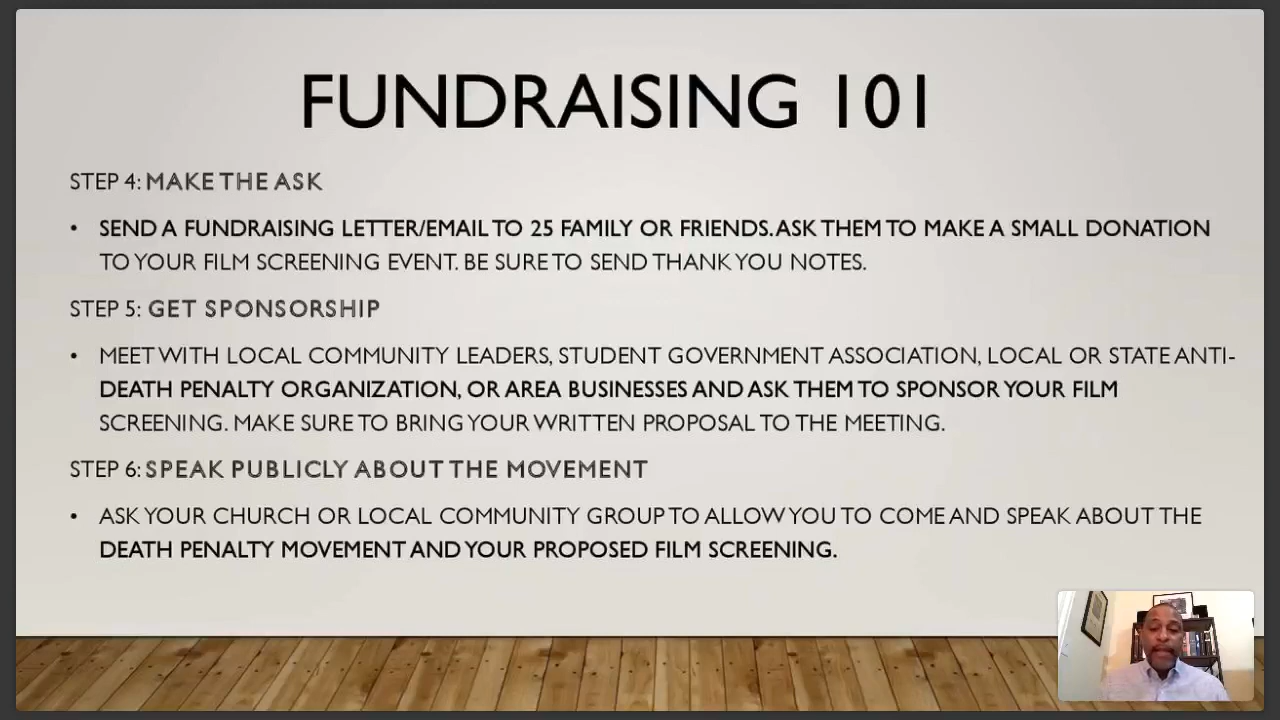 FUNDRAISING 101
STEP 4: MAKE THE ASK
• SEND A FUNDRAISING LETTER/EMAIL TO 25 FAMILY OR FRIENDS. ASK THEM TO MAKE A SMALL DONATION
TO YOUR FILM SCREENING EVENT. BE SURE TO SEND THANK YOU NOTES.
STEP 5: GET SPONSORSHIP
• MEET WITH LOCAL COMMUNITY LEADERS, STUDENT GOVERNMENT ASSOCIATION, LOCAL OR STATE ANTI-
DEATH PENALTY ORGANIZATION, OR AREA BUSINESSES AND ASK THEM TO SPONSOR YOUR FILM
SCREENING. MAKE SURE TO BRING YOUR WRITTEN PROPOSAL TO THE MEETING.
STEP 6: SPEAK PUBLICLY ABOUT THE MOVEMENT
• ASK YOUR CHURCH OR LOCAL COMMUNITY GROUP TO ALLOW YOU TO COME AND SPEAK ABOUT THE
DEATH PENALTY MOVEMENT AND YOUR PROPOSED FILM SCREENING.